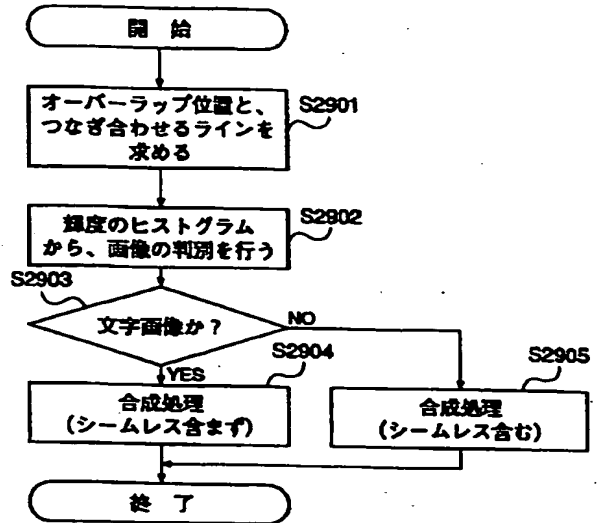 開 始
オーバーラップ位置と、
つなぎ合わせるラインを
求める
S2901
輝度のヒストグラム
から、画像の判別を行う
S2902
S2903
文字画像か？
NO
YES
S2904
合成処理
（シームレス含まず）
S2905
合成処理
（シームレス含む）
終 了